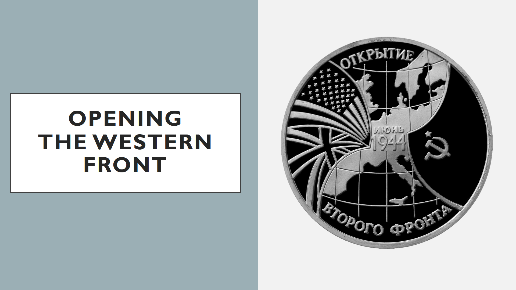 OPENING
THE WESTERN
FRONT
ОТКРЫТИЕ
ИЮНЬ
1944
ВТОРОГО ФРОНТА